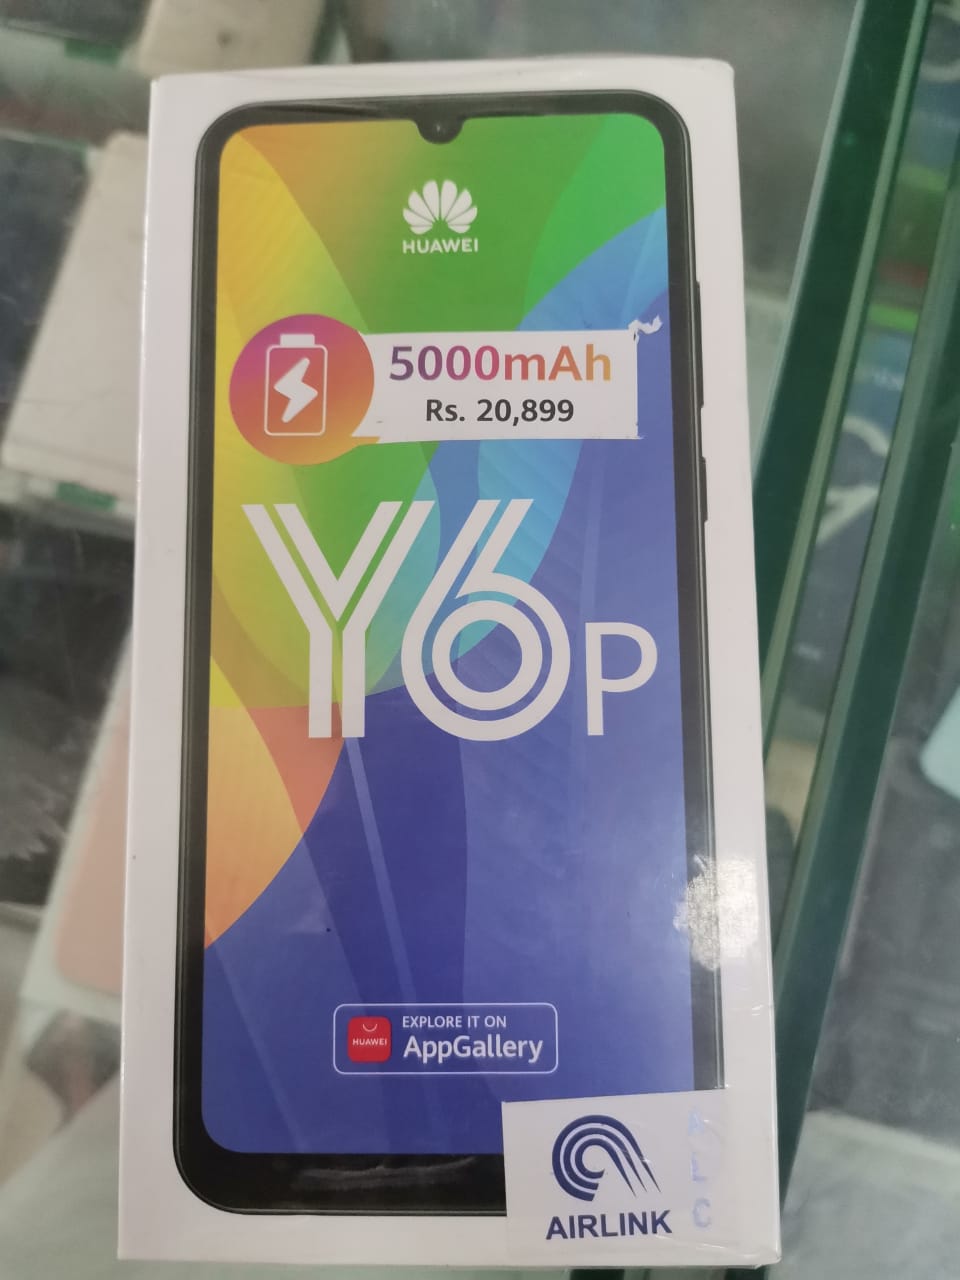 HUAWEI
5000mAh
Rs. 20,899
Y6P
EXPLORE IT ON
HUAWEI
AppGallery
AIRLINK
A
L
C